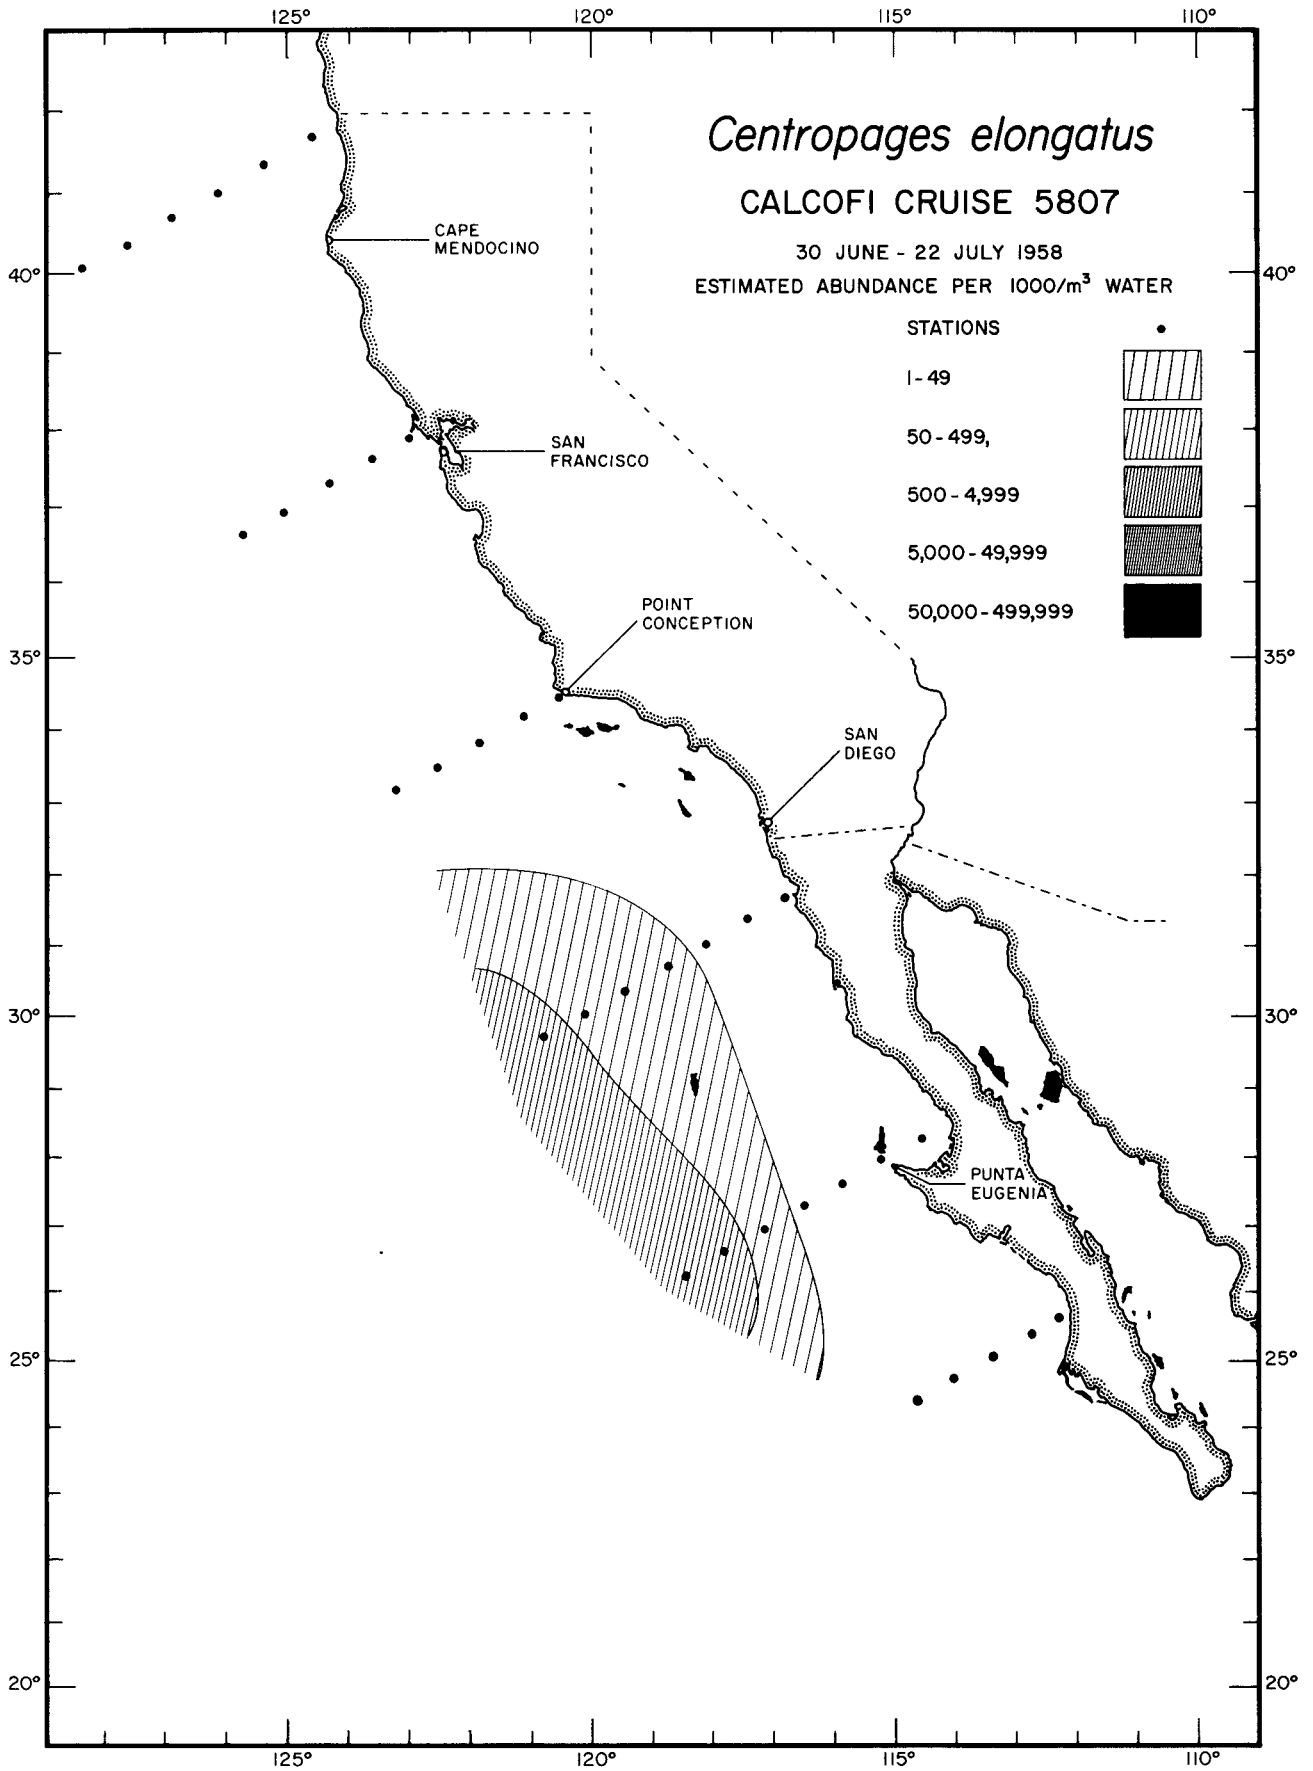 125° 120° 115° 110°
Centropages elongatus
CALCOFI CRUISE 5807
30 JUNE - 22 JULY 1958
ESTIMATED ABUNDANCE PER 1000/m³ WATER
STATIONS
1-49
50-499,
500-4,999
5,000-49,999
50,000-499,999
CAPE
MENDOCINO
40° 40°
SAN
FRANCISCO
POINT
CONCEPTION
35° 35°
SAN
DIEGO
30° 30°
PUNTA
EUGENIA
25° 25°
20° 20°
125° 120° 115° 110°